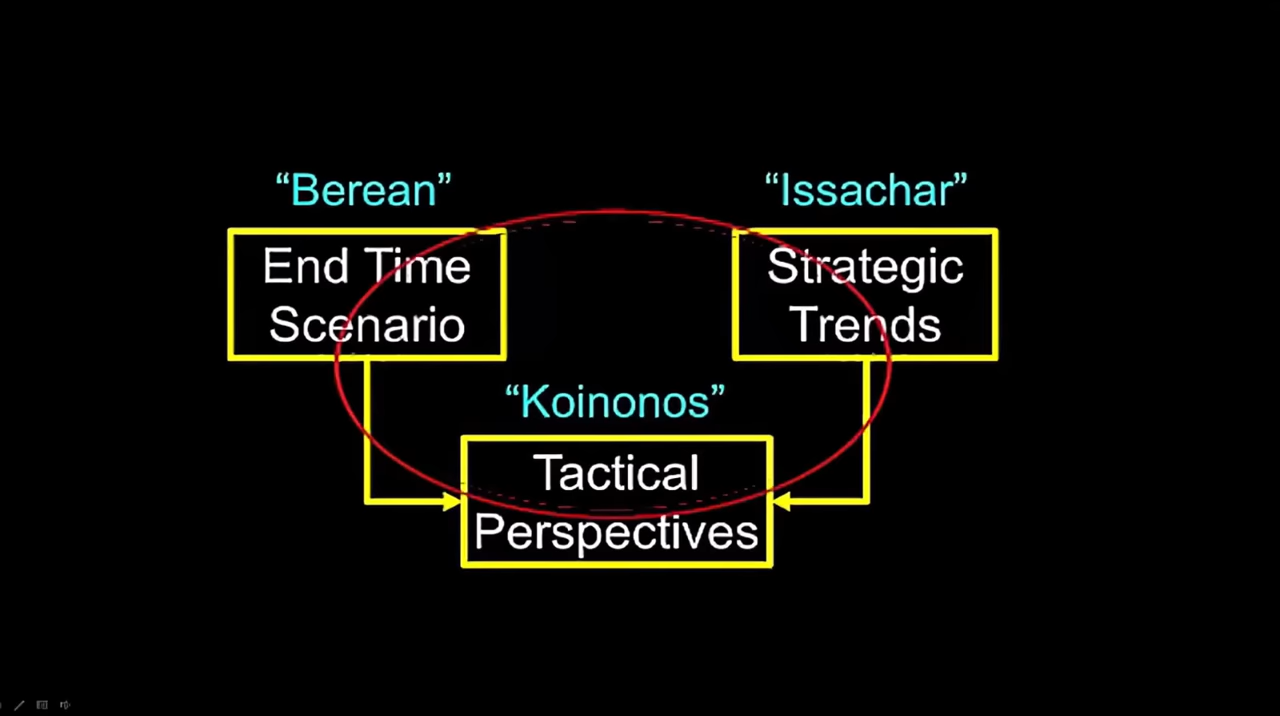 “Berean”
End Time
Scenario
“Issachar”
Strategic
Trends
“Koinonos”
Tactical
Perspectives